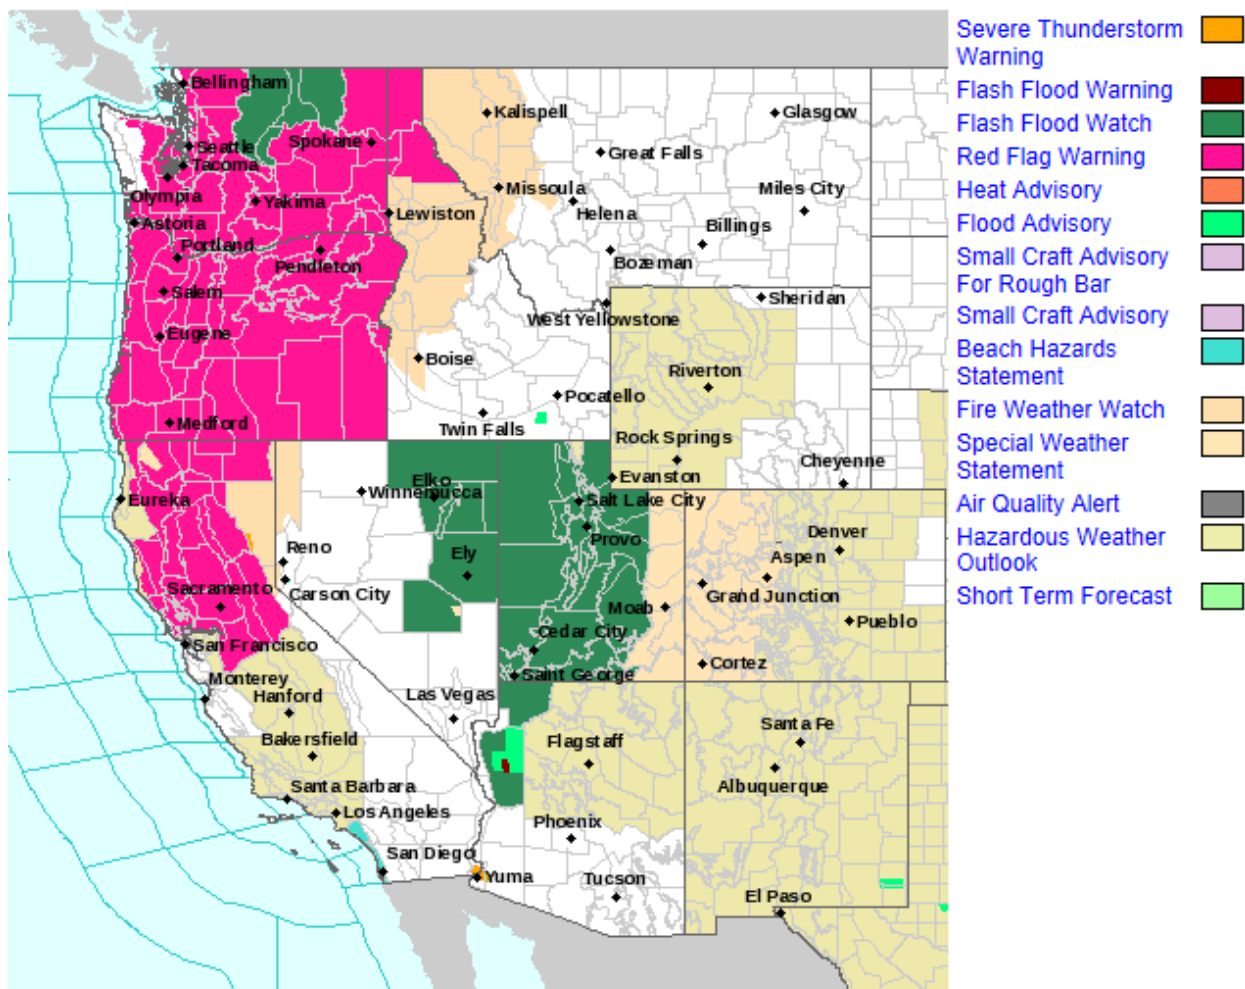 Bellingham
Kalispell
Glasgow
Seattle
Spokane
Great Falls
Tacoma
Missoula
Miles City
Olympia
Yakima
Lewiston
Helena
Astoria
Billings
Portland
Pendleton
Bozeman
Salem
Sheridan
West Yellowstone
Eugene
Boise
Riverton
Pocatello
Medford
Twin Falls
Rock Springs
Cheyenne
Elko
Evanston
Eureka
Winnemucca
Salt Lake City
Provo
Denver
Reno
Ely
Aspen
Sacramento
Carson City
Grand Junction
Moab
Pueblo
Cedar City
San Francisco
Cortez
Saint George
Monterey
Hanford
Las Vegas
Santa Fe
Bakersfield
Flagstaff
Albuquerque
Santa Barbara
Los Angeles
Phoenix
San Diego
Yuma
Tucson
El Paso
Severe Thunderstorm
Warning
Flash Flood Warning
Flash Flood Watch
Red Flag Warning
Heat Advisory
Flood Advisory
Small Craft Advisory
For Rough Bar
Small Craft Advisory
Beach Hazards
Statement
Fire Weather Watch
Special Weather
Statement
Air Quality Alert
Hazardous Weather
Outlook
Short Term Forecast